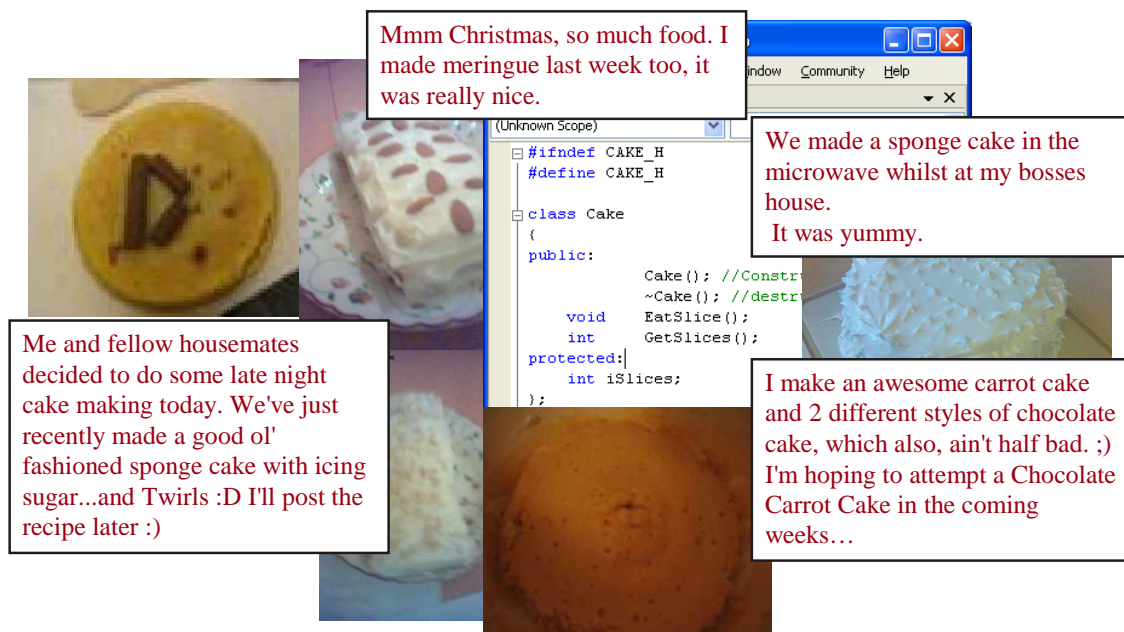 Mmm Christmas, so much food. I
made meringue last week too, it
was really nice.
Community Help
(Unknown Scope)
We made a sponge cake in the
microwave whilst at my bosses
house.
It was yummy.
#ifndef CAKE_H
#define CAKE_H
class Cake
{
public:
Cake(); //Constr
~Cake(); //destr
void EatSlice();
int GetSlices();
protected:
int iSlices;
};
D
Me and fellow housemates
decided to do some late night
cake making today. We've just
recently made a good ol'
fashioned sponge cake with icing
sugar...and Twirls :D I'll post the
recipe later :)
I make an awesome carrot cake
and 2 different styles of chocolate
cake, which also, ain't half bad. ;)
I'm hoping to attempt a Chocolate
Carrot Cake in the coming
weeks…